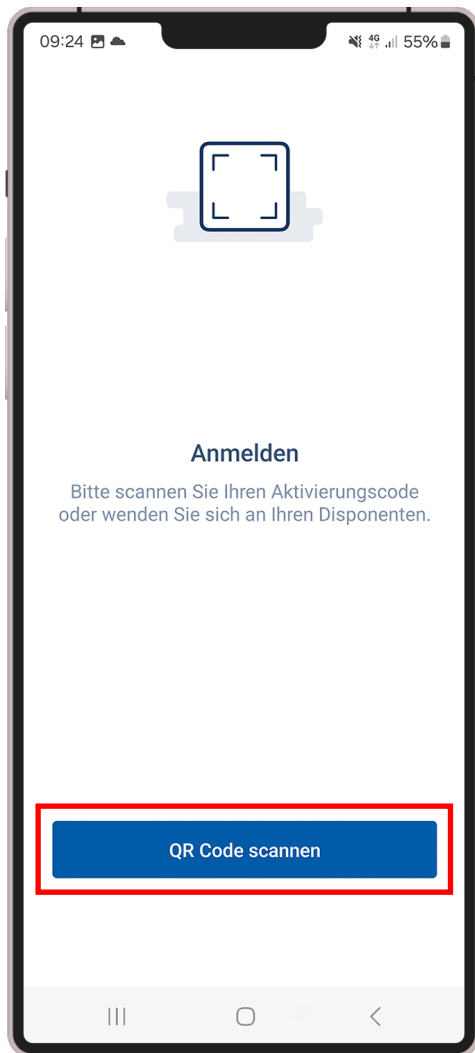 09:24 4G 55%
Anmelden
Bitte scannen Sie Ihren Aktivierungscode
oder wenden Sie sich an Ihren Disponenten.
QR Code scannen